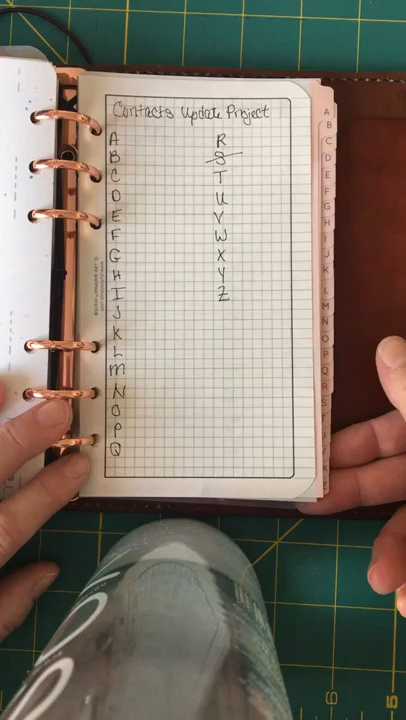 Contacts Update Project
A
B
C
D
E
F
G
H
I
J
K
L
M
N
O
P
Q
R
S
T
U
V
W
X
Y
Z
A
B
C
D
E
F
G
H
I
J
K
L
M
N
O
P
Q
R
S